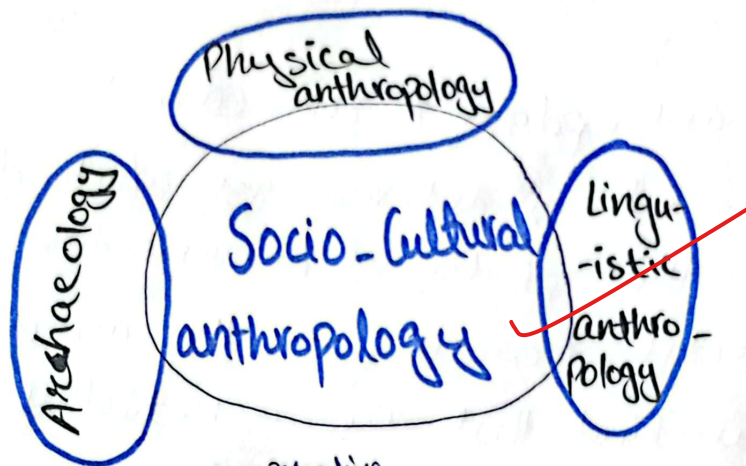 Physical
anthropology
Archaeology
Socio-Cultural
anthropology
Lingu-
-istic
anthro-
pology